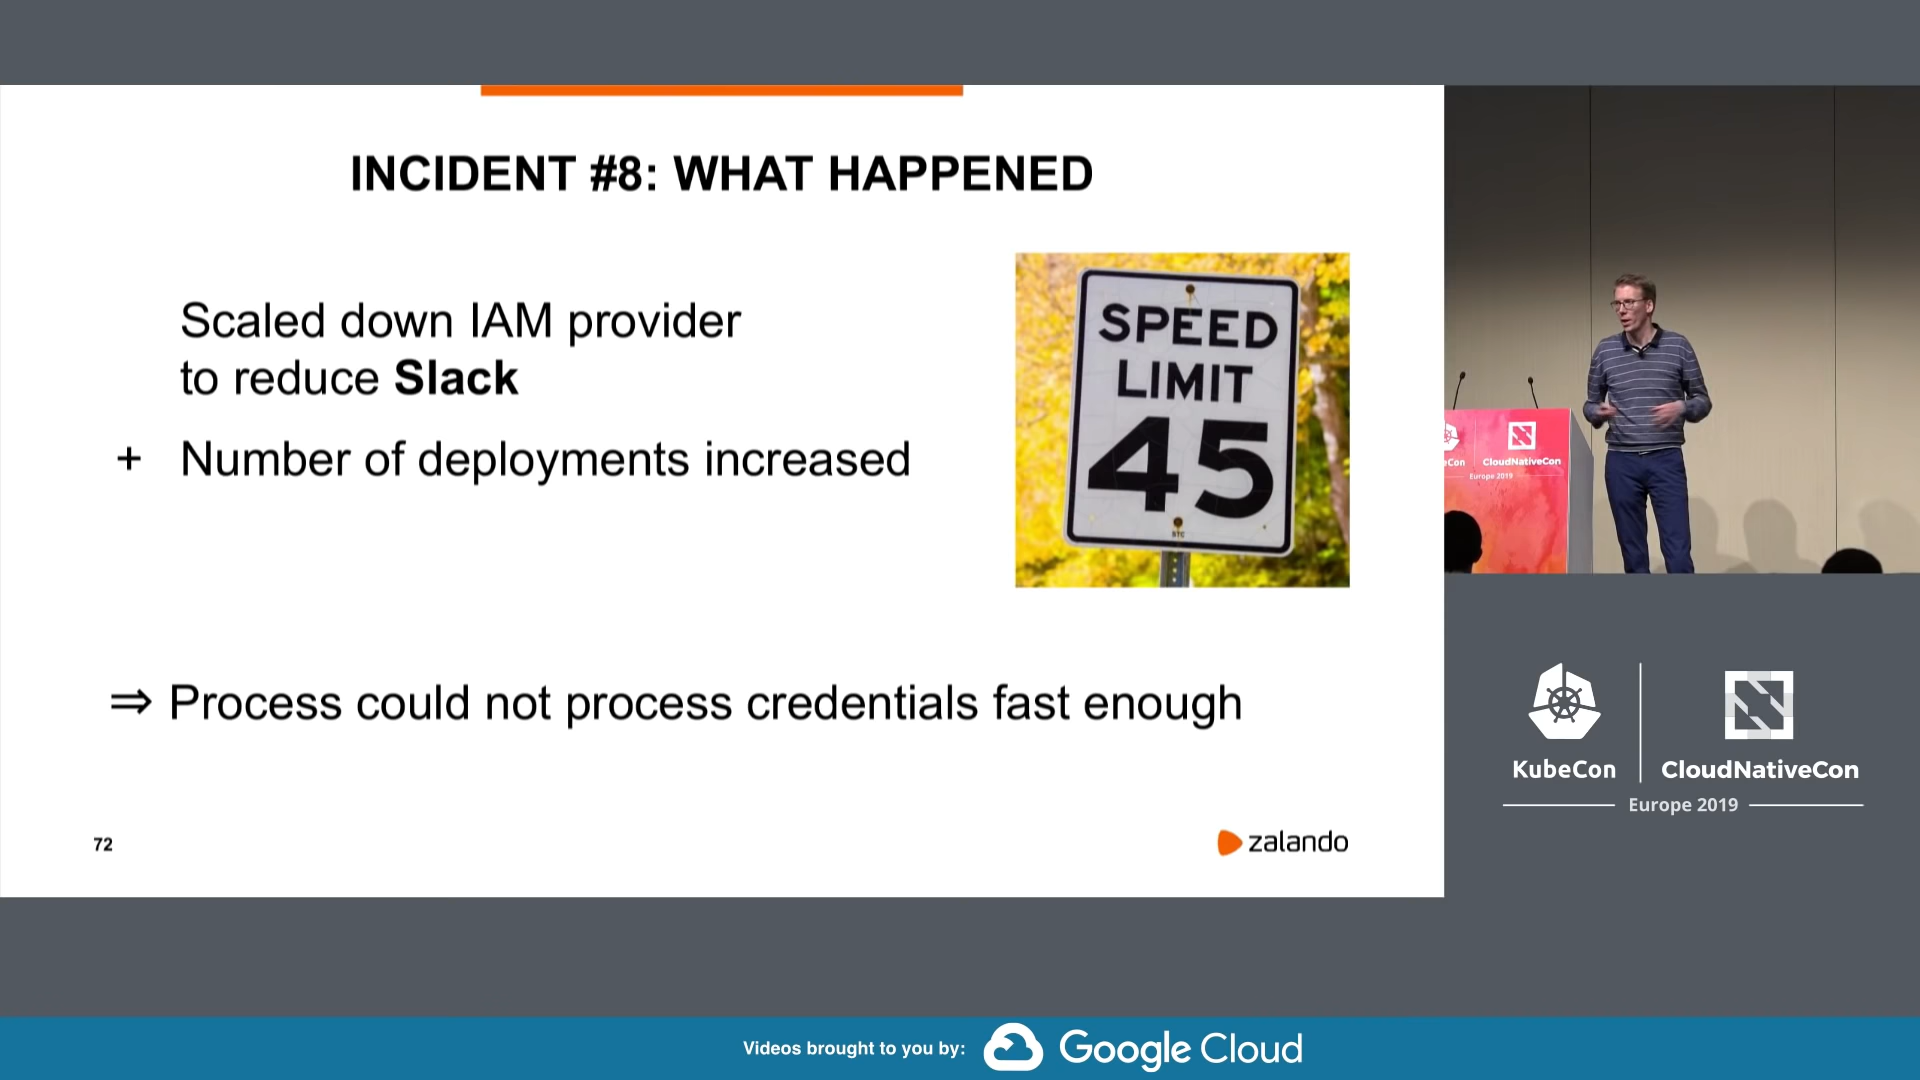 INCIDENT #8: WHAT HAPPENED
Scaled down IAM provider
to reduce Slack
+ Number of deployments increased
SPEED
LIMIT
45
⇒ Process could not process credentials fast enough
72
zalando
CloudNativeCon
Europe 2019
KubeCon
CloudNativeCon
Europe 2019
Videos brought to you by:
Google Cloud